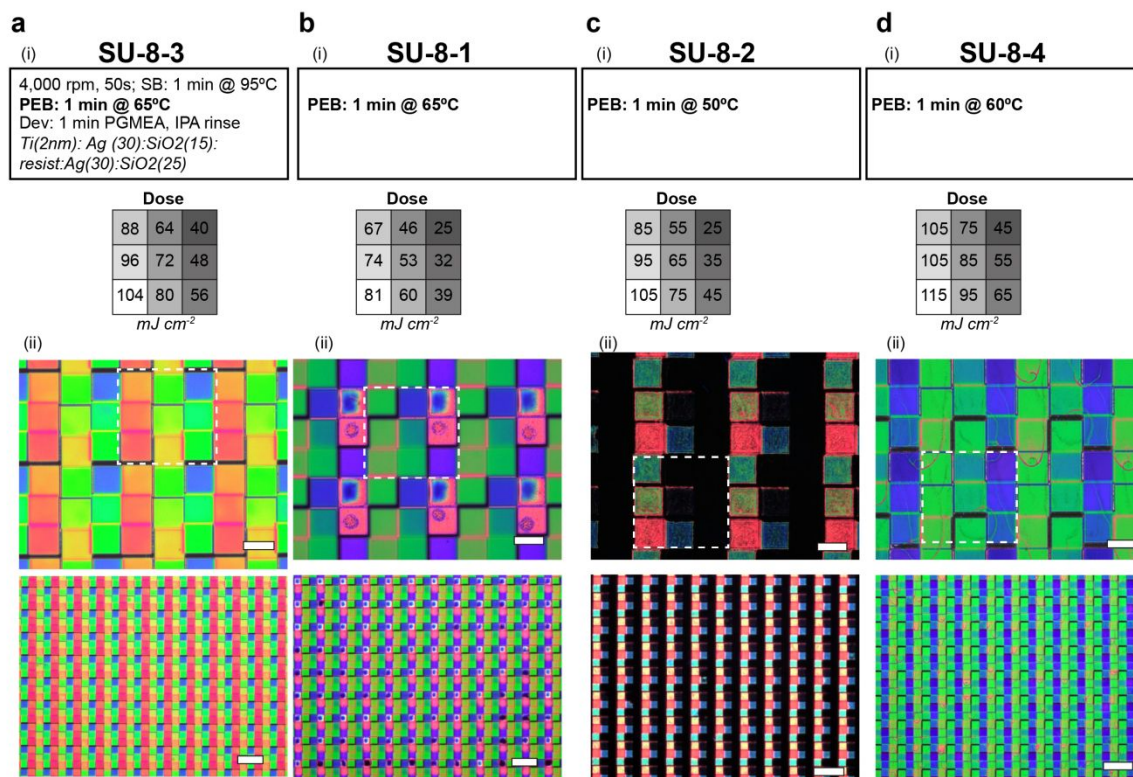 a
(i)
SU-8-3
4,000 rpm, 50s; SB: 1 min @ 95ºC
PEB: 1 min @ 65ºC
Dev: 1 min PGMEA, IPA rinse
Ti(2nm): Ag (30):SiO2(15):
resist:Ag(30):SiO2(25)
Dose
88 64 40
96 72 48
104 80 56
mJ cm-2
(ii)
b
(i)
SU-8-1
PEB: 1 min @ 65ºC
Dose
67 46 25
74 53 32
81 60 39
mJ cm-2
(ii)
c
(i)
SU-8-2
PEB: 1 min @ 50ºC
Dose
85 55 25
95 65 35
105 75 45
mJ cm-2
(ii)
d
(i)
SU-8-4
PEB: 1 min @ 60ºC
Dose
105 75 45
105 85 55
115 95 65
mJ cm-2
(ii)